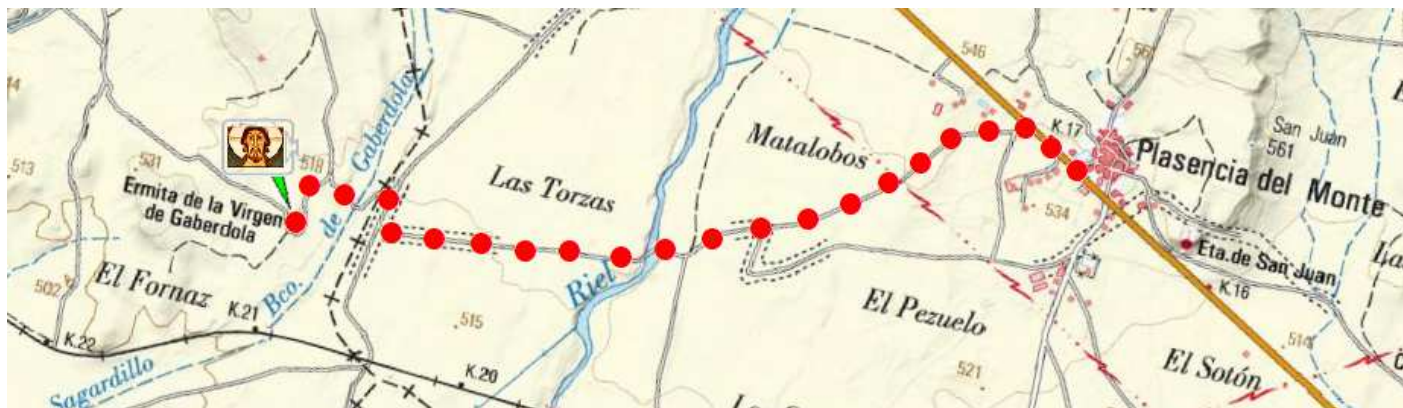 546
K.17
San Juan
561
Plasencia del Monte
Gaberdola
518
531
513
Matalobos
Las Torzas
Ermita de la Virgen
de Gaberdola
de
534
Eta. de San Juan
El Fornaz
502
Bco.
Riel
K.21
K.22
515
El Pezuelo
K.16
514
K.20
521
El Sotón
Sagardillo